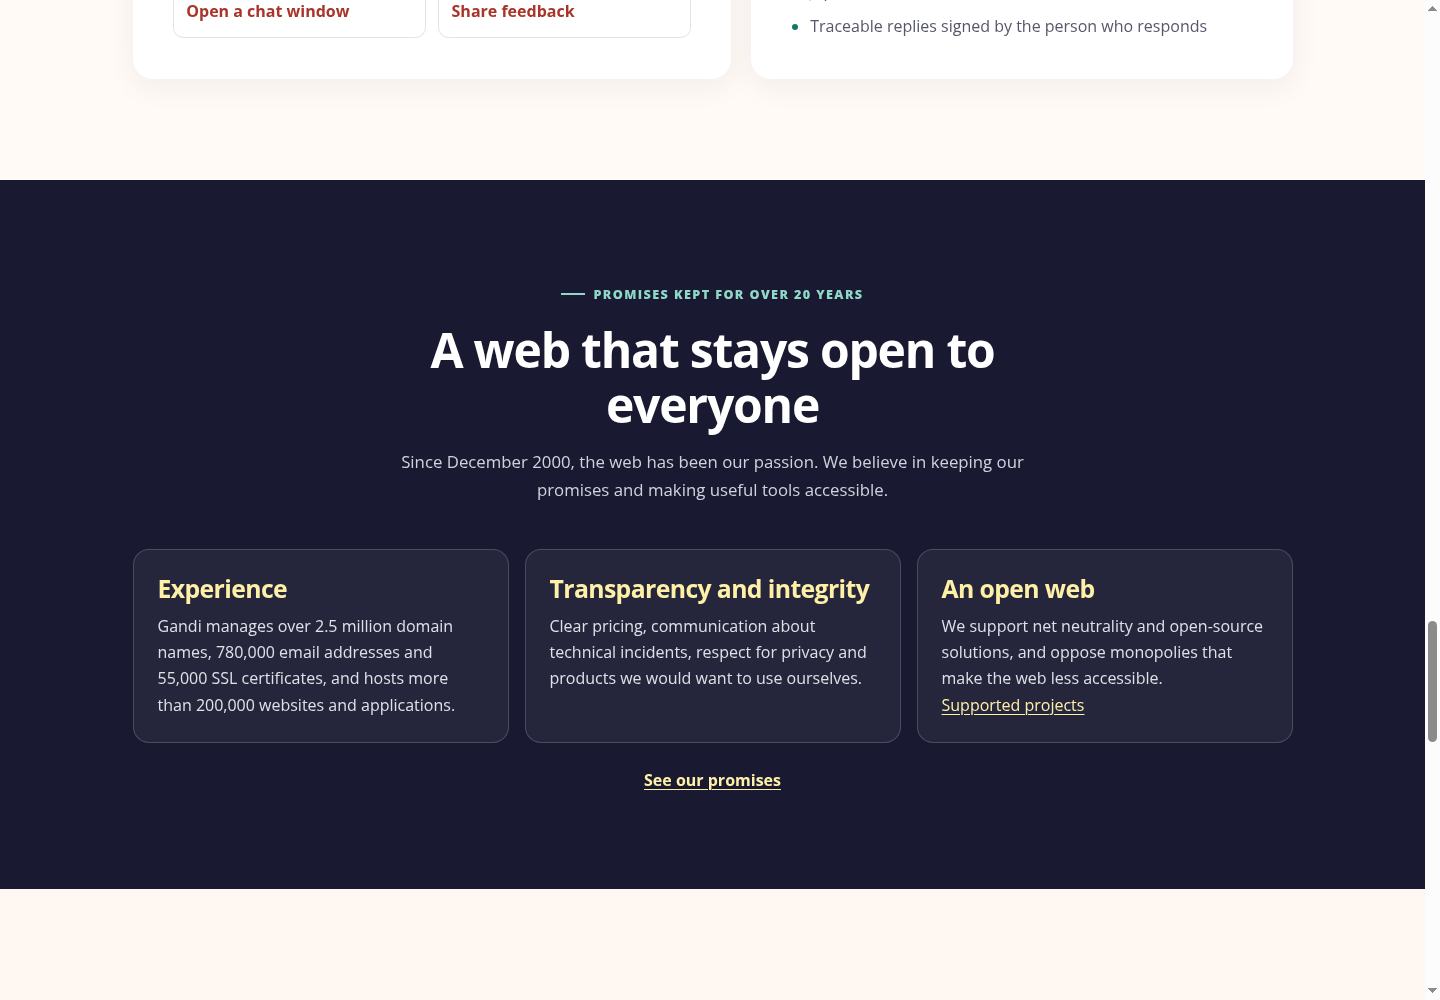 Open a chat window
Share feedback
Traceable replies signed by the person who responds
PROMISES KEPT FOR OVER 20 YEARS
A web that stays open to
everyone
Since December 2000, the web has been our passion. We believe in keeping our
promises and making useful tools accessible.
Experience
Gandi manages over 2.5 million domain
names, 780,000 email addresses and
55,000 SSL certificates, and hosts more
than 200,000 websites and applications.
Transparency and integrity
Clear pricing, communication about
technical incidents, respect for privacy and
products we would want to use ourselves.
An open web
We support net neutrality and open-source
solutions, and oppose monopolies that
make the web less accessible.
Supported projects
See our promises